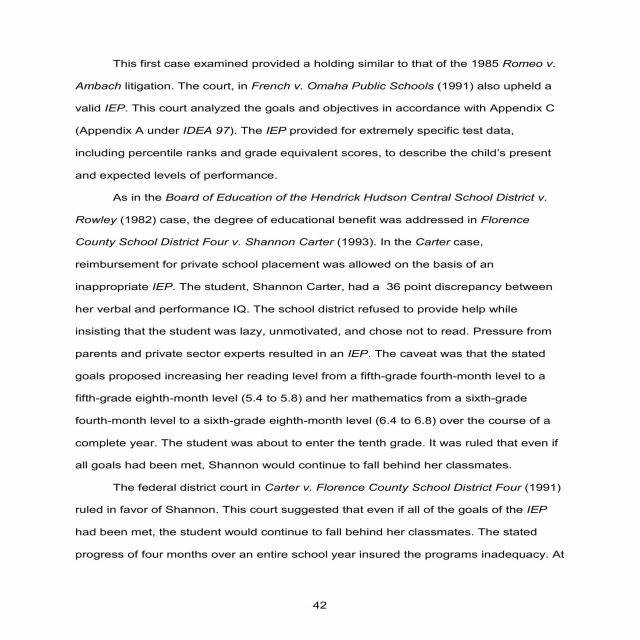 This first case examined provided a holding similar to that of the 1985 Romeo v.
Ambach litigation. The court, in French v. Omaha Public Schools (1991) also upheld a
valid IEP. This court analyzed the goals and objectives in accordance with Appendix C
(Appendix A under IDEA 97). The IEP provided for extremely specific test data,
including percentile ranks and grade equivalent scores, to describe the child's present
and expected levels of performance.
As in the Board of Education of the Hendrick Hudson Central School District v.
Rowley (1982) case, the degree of educational benefit was addressed in Florence
County School District Four v. Shannon Carter (1993). In the Carter case,
reimbursement for private school placement was allowed on the basis of an
inappropriate IEP. The student, Shannon Carter, had a 36 point discrepancy between
her verbal and performance IQ. The school district refused to provide help while
insisting that the student was lazy, unmotivated, and chose not to read. Pressure from
parents and private sector experts resulted in an IEP. The caveat was that the stated
goals proposed increasing her reading level from a fifth-grade fourth-month level to a
fifth-grade eighth-month level (5.4 to 5.8) and her mathematics from a sixth-grade
fourth-month level to a sixth-grade eighth-month level (6.4 to 6.8) over the course of a
complete year. The student was about to enter the tenth grade. It was ruled that even if
all goals had been met, Shannon would continue to fall behind her classmates.
The federal district court in Carter v. Florence County School District Four (1991)
ruled in favor of Shannon. This court suggested that even if all of the goals of the IEP
had been met, the student would continue to fall behind her classmates. The stated
progress of four months over an entire school year insured the programs inadequacy. At
42